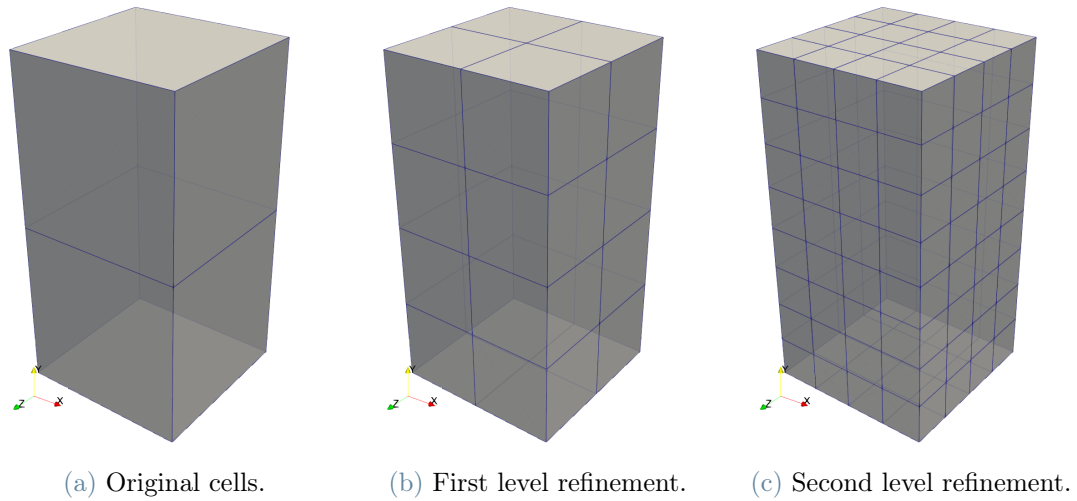 Y
Z
X
Y
Z
X
Y
Z
X
(a) Original cells.
(b) First level refinement.
(c) Second level refinement.